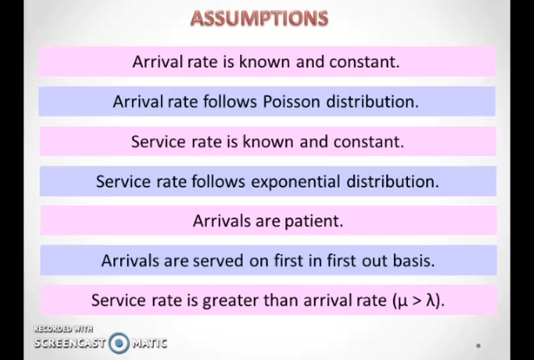 ASSUMPTIONS
Arrival rate is known and constant.
Arrival rate follows Poisson distribution.
Service rate is known and constant.
Service rate follows exponential distribution.
Arrivals are patient.
Arrivals are served on first in first out basis.
Service rate is greater than arrival rate (μ > λ).
RECORDED WITH
SCREENCAST MATIC